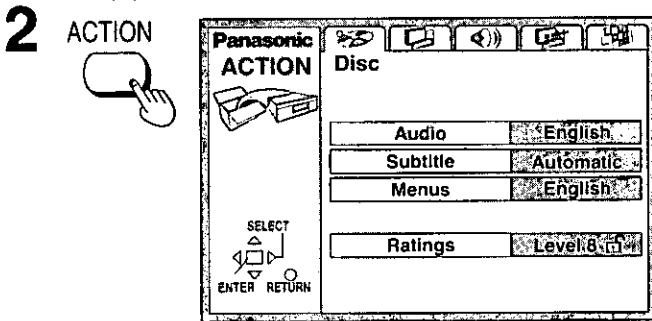 2 ACTION
Panasonic
ACTION
Disc
Audio English
Subtitle Automatic
Menus English
Ratings Level 8
SELECT
ENTER RETURN